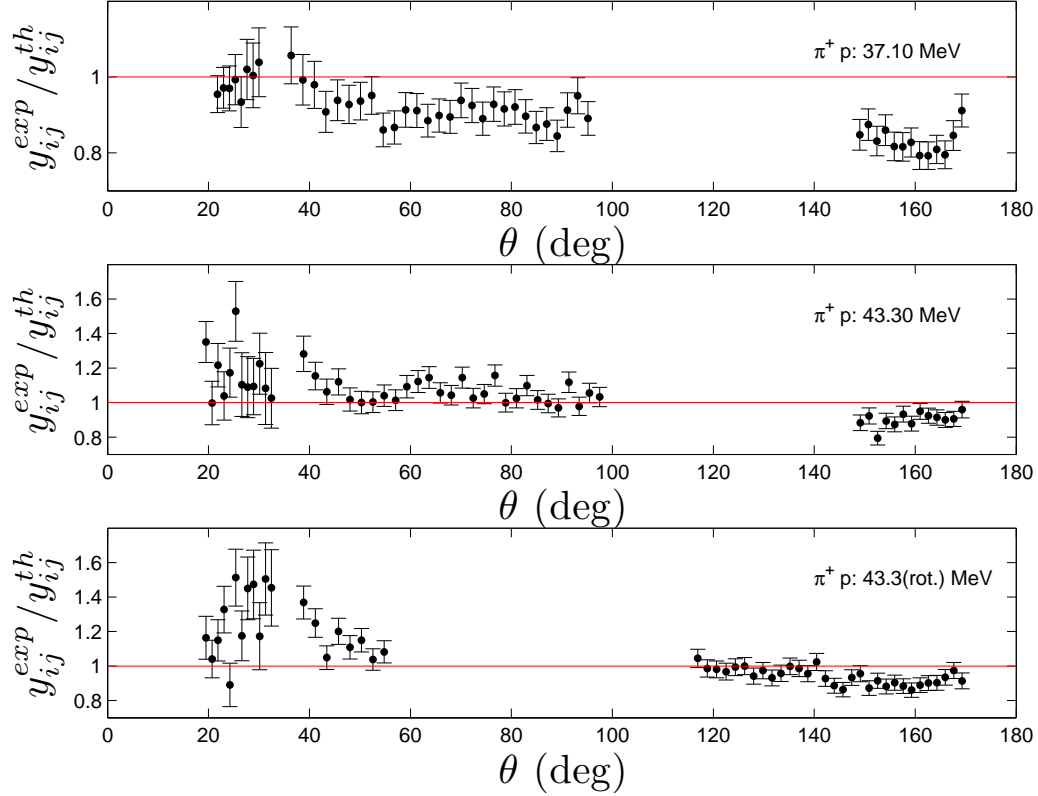 1
0.8
y_{ij}^{exp}/y_{ij}^{th}
π⁺ p: 37.10 MeV
0 20 40 60 80 100 120 140 160 180
θ (deg)
1.6
1.4
1.2
1
0.8
y_{ij}^{exp}/y_{ij}^{th}
π⁺ p: 43.30 MeV
0 20 40 60 80 100 120 140 160 180
θ (deg)
1.6
1.4
1.2
1
0.8
y_{ij}^{exp}/y_{ij}^{th}
π⁺ p: 43.3(rot.) MeV
0 20 40 60 80 100 120 140 160 180
θ (deg)